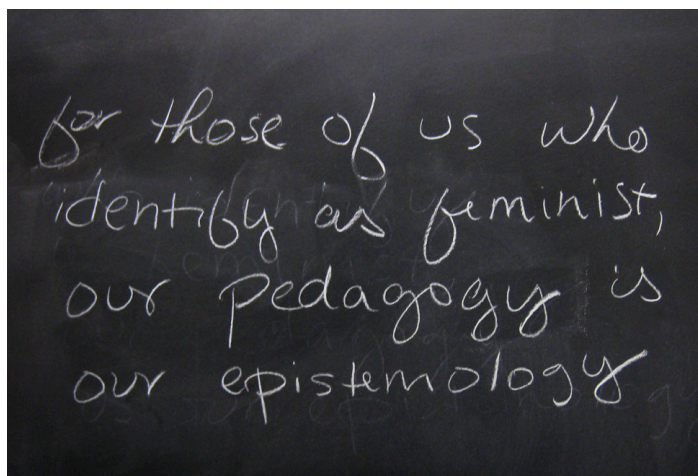 for those of us who
identify as feminist,
our pedagogy is
our epistemology